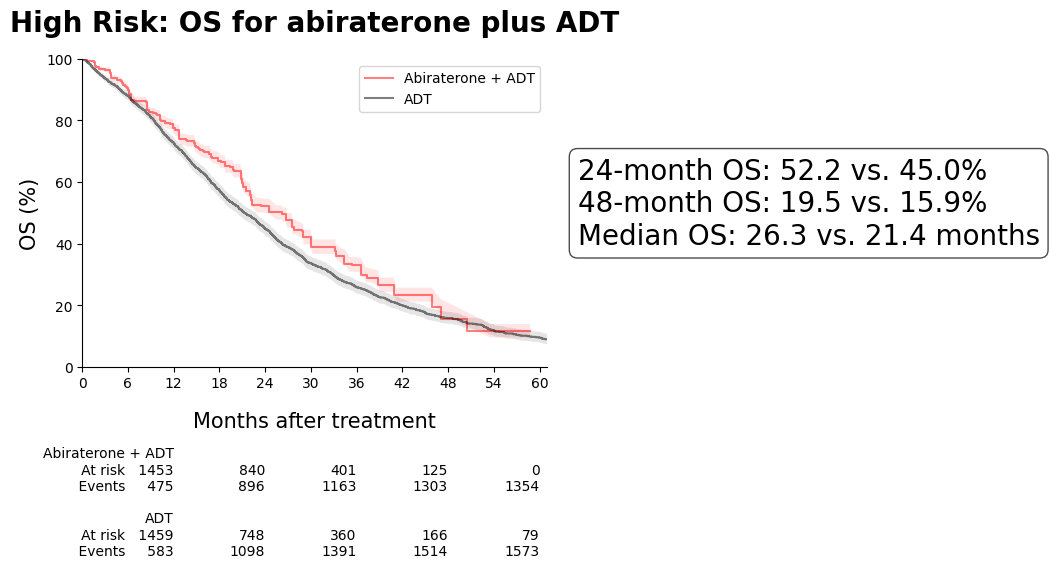 High Risk: OS for abiraterone plus ADT
100
80
60
40
20
0
OS (%)
Abiraterone + ADT
ADT
0 6 12 18 24 30 36 42 48 54 60
Months after treatment
24-month OS: 52.2 vs. 45.0%
48-month OS: 19.5 vs. 15.9%
Median OS: 26.3 vs. 21.4 months
Abiraterone + ADT
At risk 1453 840 401 125 0
Events 475 896 1163 1303 1354
ADT
At risk 1459 748 360 166 79
Events 583 1098 1391 1514 1573